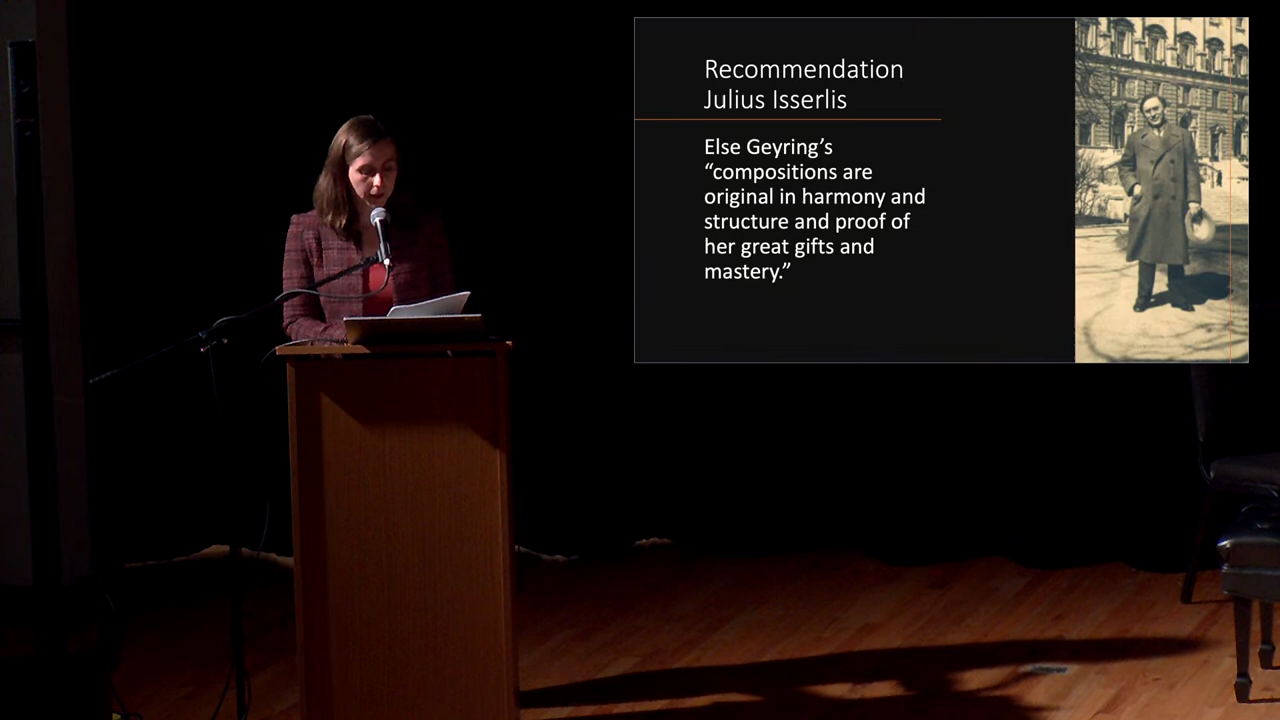 Recommendation
Julius Isserlis
Else Geyring’s
“compositions are
original in harmony and
structure and proof of
her great gifts and
mastery.”